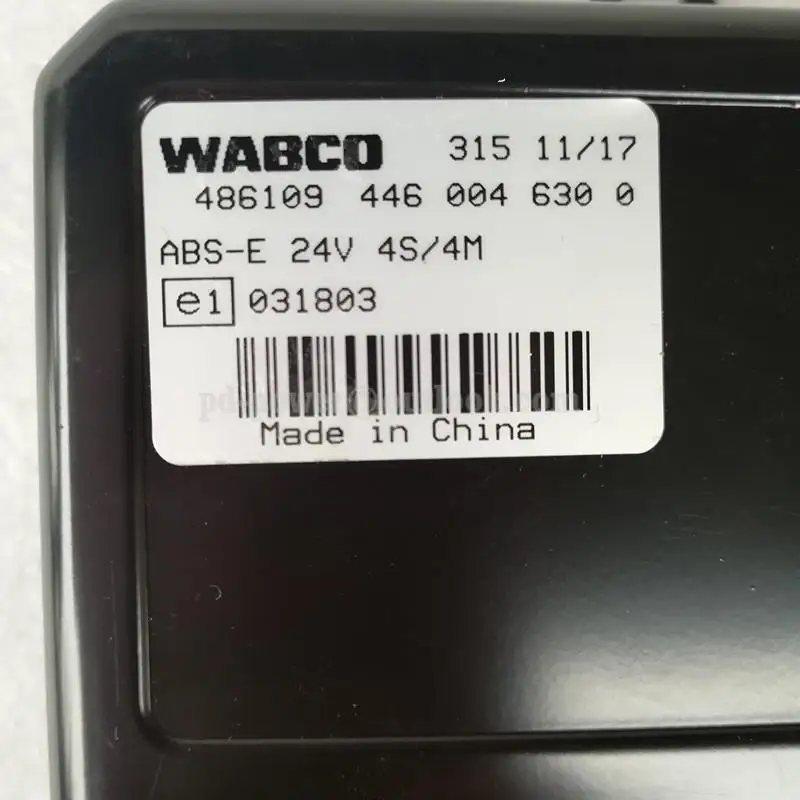 WABCO 315 11/17
486109 446 004 630 0
ABS-E 24V 4S/4M
e1 031803
Made in China